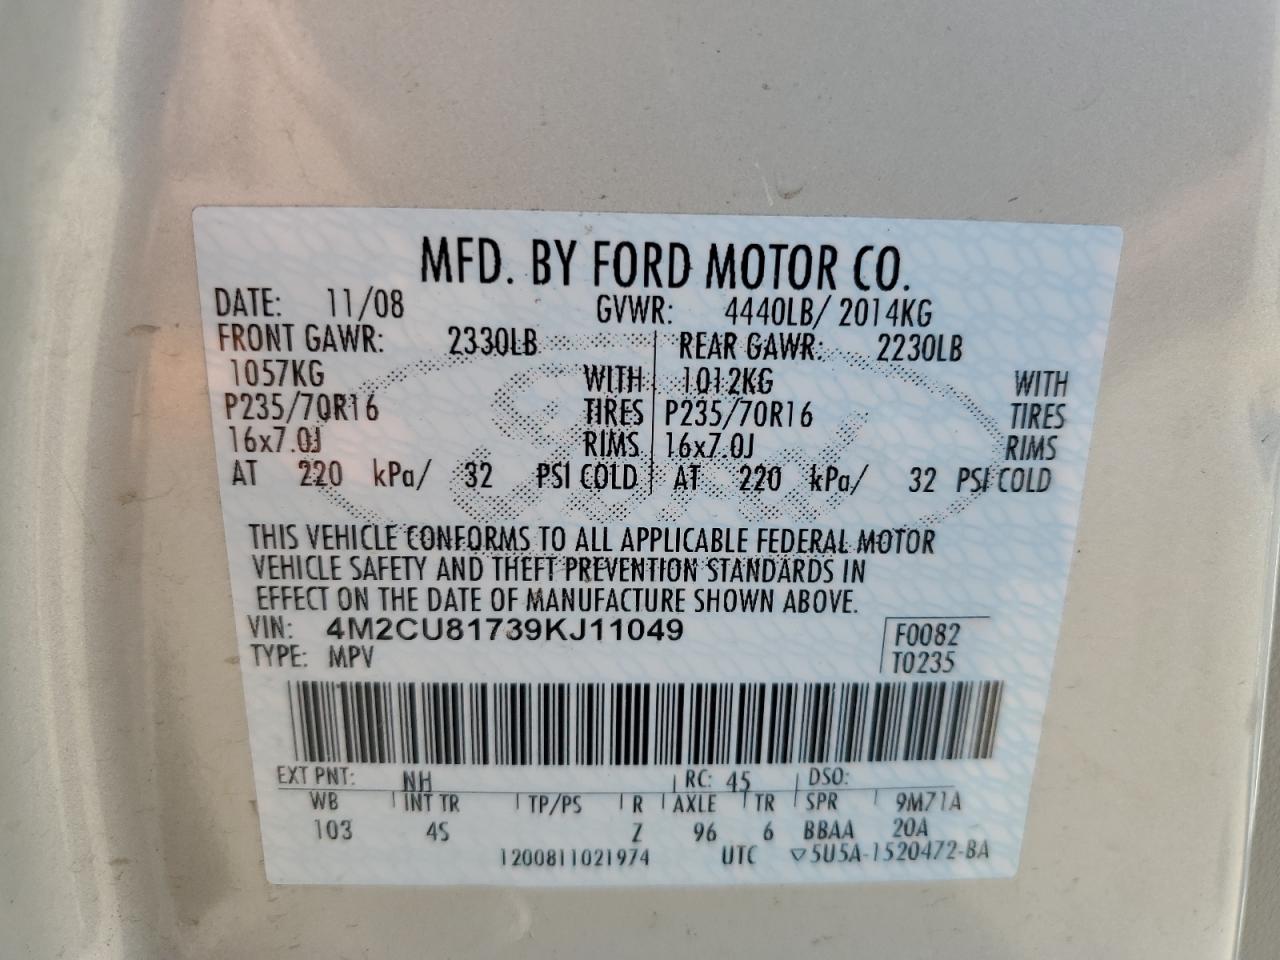 MFD. BY FORD MOTOR CO.
DATE: 11/08 GVWR: 4440LB/ 2014KG
FRONT GAWR: 2330LB REAR GAWR: 2230LB
1057KG WITH 1012KG WITH
P235/70R16 TIRES P235/70R16 TIRES
16x7.0J RIMS 16x7.0J RIMS
AT 220 kPa/ 32 PSI COLD AT 220 kPa/ 32 PSI COLD
THIS VEHICLE CONFORMS TO ALL APPLICABLE FEDERAL MOTOR
VEHICLE SAFETY AND THEFT PREVENTION STANDARDS IN
EFFECT ON THE DATE OF MANUFACTURE SHOWN ABOVE.
VIN: 4M2CU81739KJ11049 F0082
TYPE: MPV T0235
EXT PNT: NH RC: 45 DSO:
WB INT TR TP/PS R AXLE TR SPR 9M71A
103 4S Z 96 6 BBAA 20A
1200811021974 UTC ▽5U5A-1520472-BA